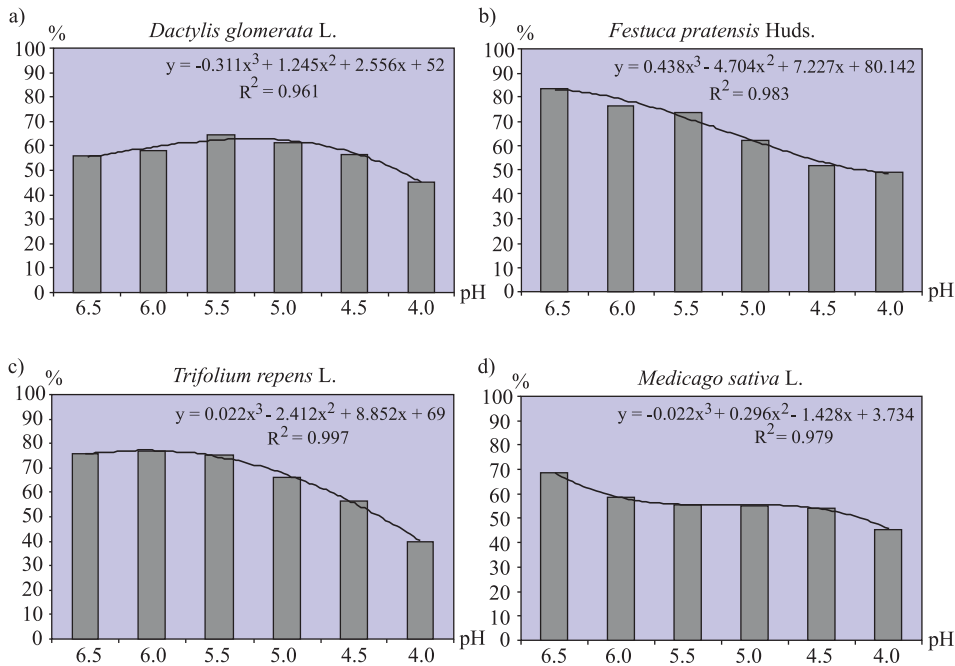 a)
%
Dactylis glomerata L.
y = -0.311x³ + 1.245x² + 2.556x + 52
R² = 0.961
100
90
80
70
60
50
40
30
20
10
0
6.5 6.0 5.5 5.0 4.5 4.0 pH
b)
%
Festuca pratensis Huds.
y = 0.438x³ - 4.704x² + 7.227x + 80.142
R² = 0.983
100
90
80
70
60
50
40
30
20
10
0
6.5 6.0 5.5 5.0 4.5 4.0 pH
c)
%
Trifolium repens L.
y = 0.022x³ - 2.412x² + 8.852x + 69
R² = 0.997
100
90
80
70
60
50
40
30
20
10
0
6.5 6.0 5.5 5.0 4.5 4.0 pH
d)
%
Medicago sativa L.
y = -0.022x³ + 0.296x² - 1.428x + 3.734
R² = 0.979
100
90
80
70
60
50
40
30
20
10
0
6.5 6.0 5.5 5.0 4.5 4.0 pH